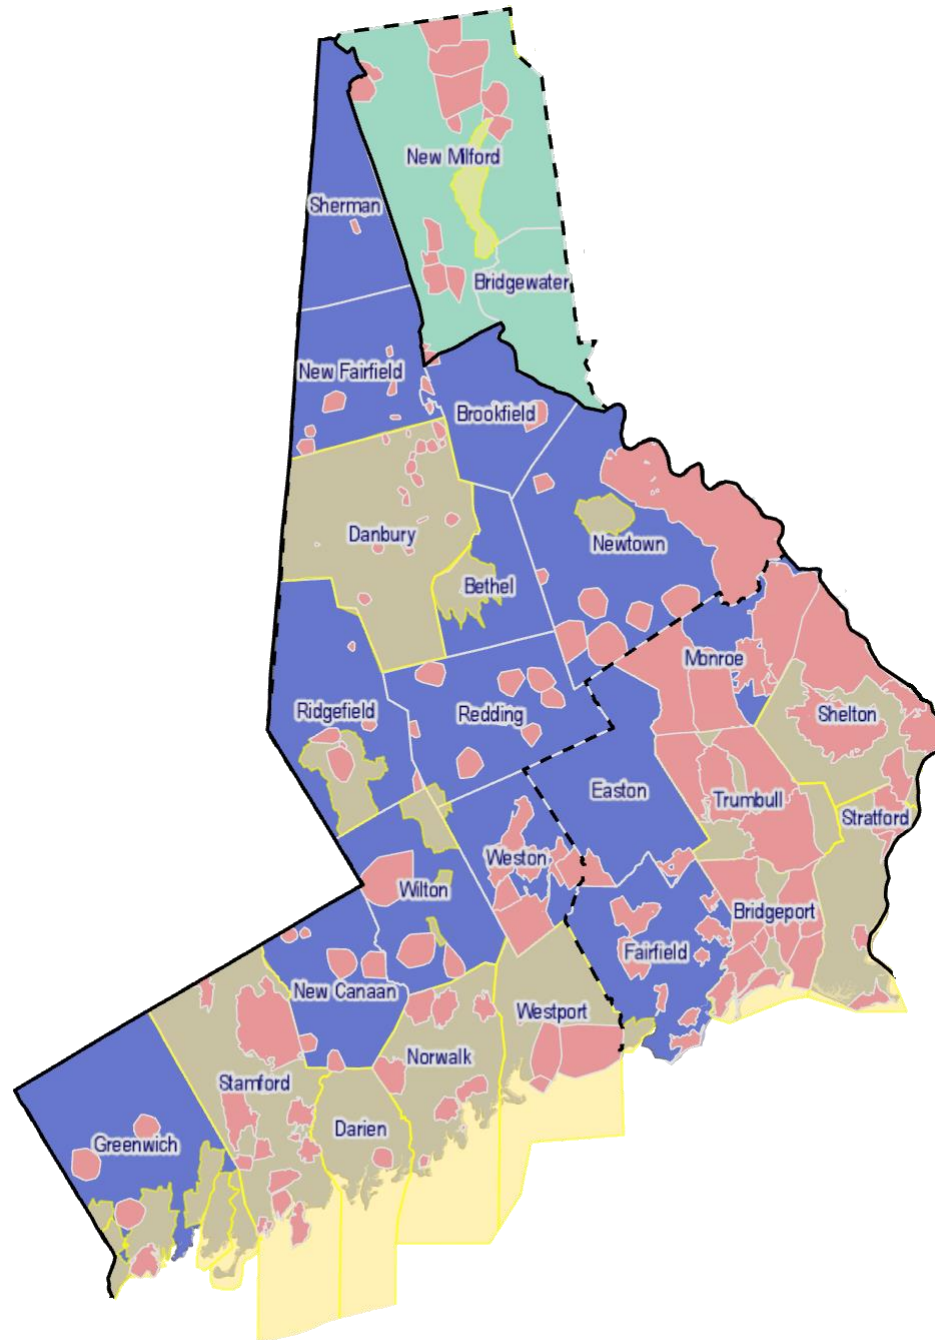 New Milford
Sherman
Bridgewater
New Fairfield
Brookfield
Danbury
Newtown
Bethel
Monroe
Ridgefield
Redding
Shelton
Easton
Trumbull
Stratford
Weston
Wilton
Bridgeport
Fairfield
New Canaan
Westport
Norwalk
Stamford
Darien
Greenwich